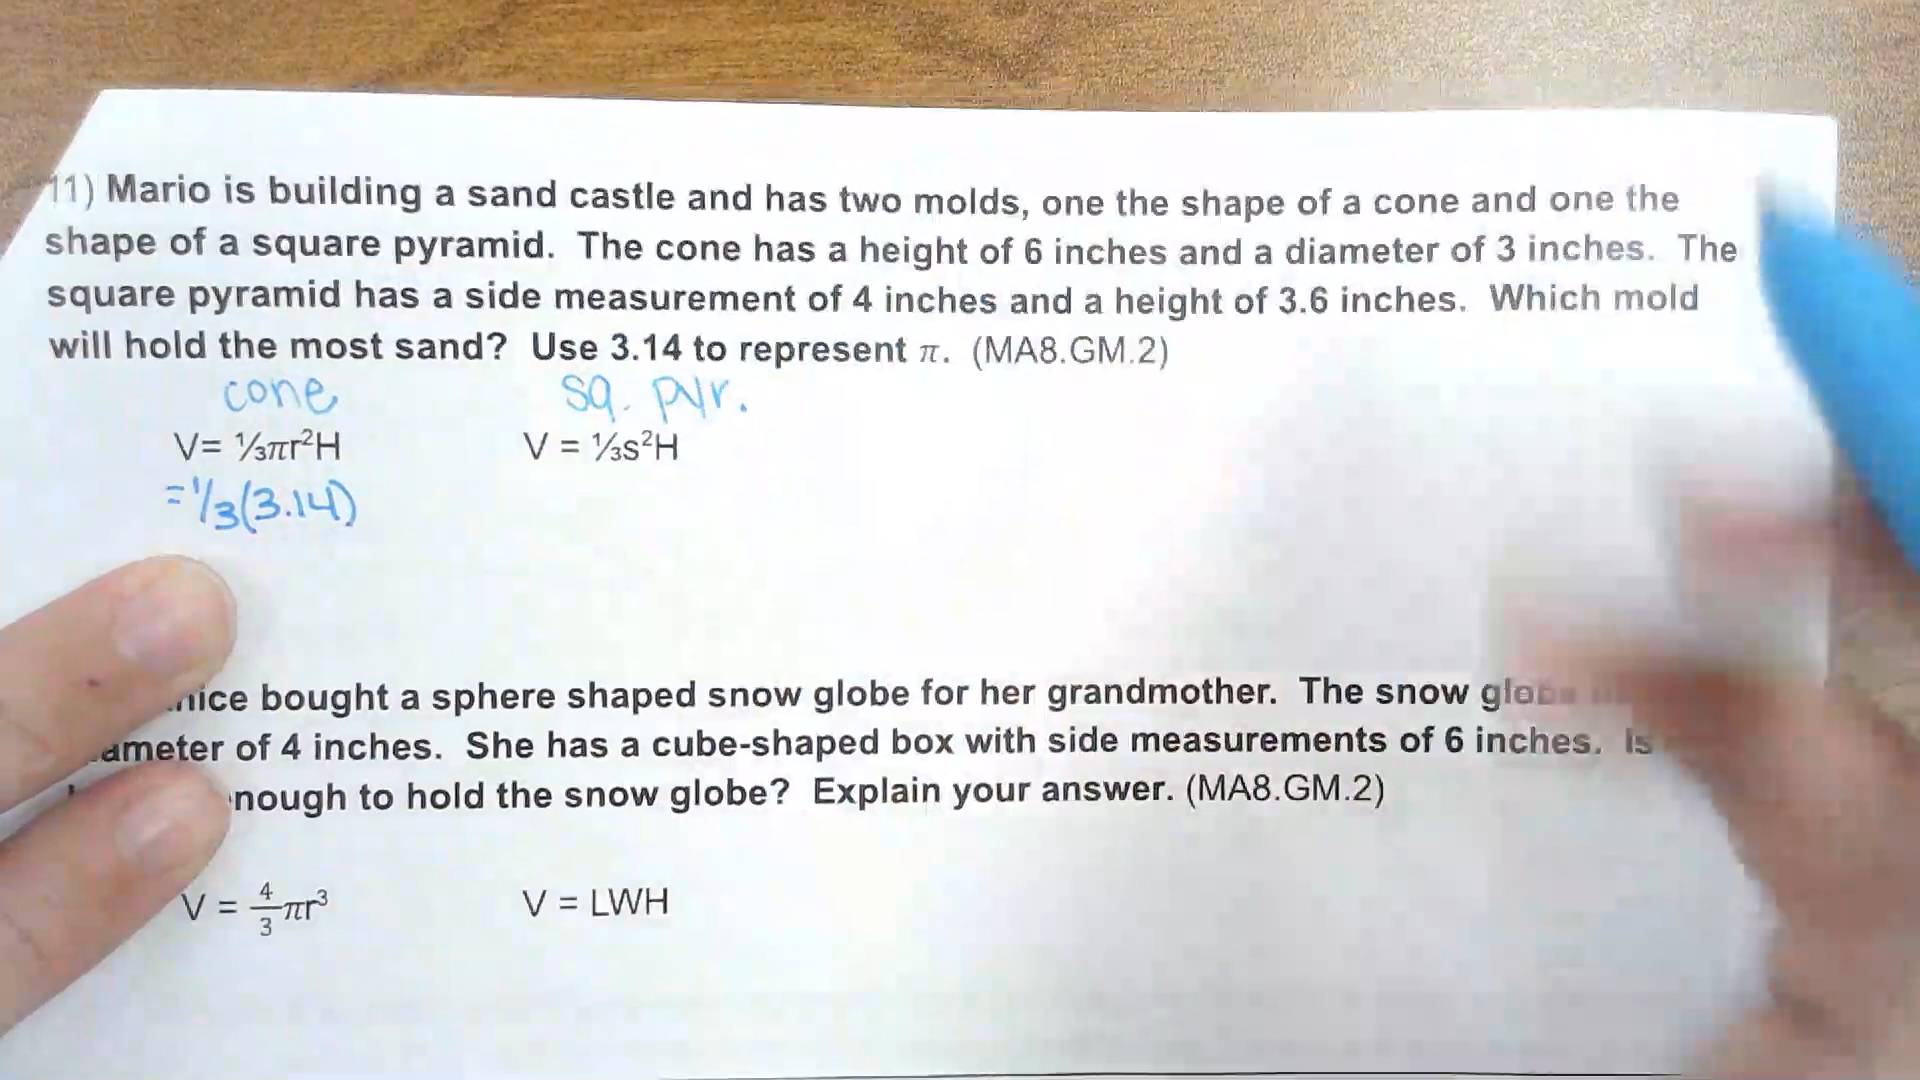 11) Mario is building a sand castle and has two molds, one the shape of a cone and one the
shape of a square pyramid. The cone has a height of 6 inches and a diameter of 3 inches. The
square pyramid has a side measurement of 4 inches and a height of 3.6 inches. Which mold
will hold the most sand? Use 3.14 to represent π. (MA8.GM.2)
cone sq. pyr.
V= ⅓πr²H V = ⅓s²H
=1/3(3.14)
bought a sphere shaped snow globe for her grandmother. The snow globe
of 4 inches. She has a cube-shaped box with side measurements of 6 inches. Is
to hold the snow globe? Explain your answer. (MA8.GM.2)
V = 4/3 πr³ V = LWH